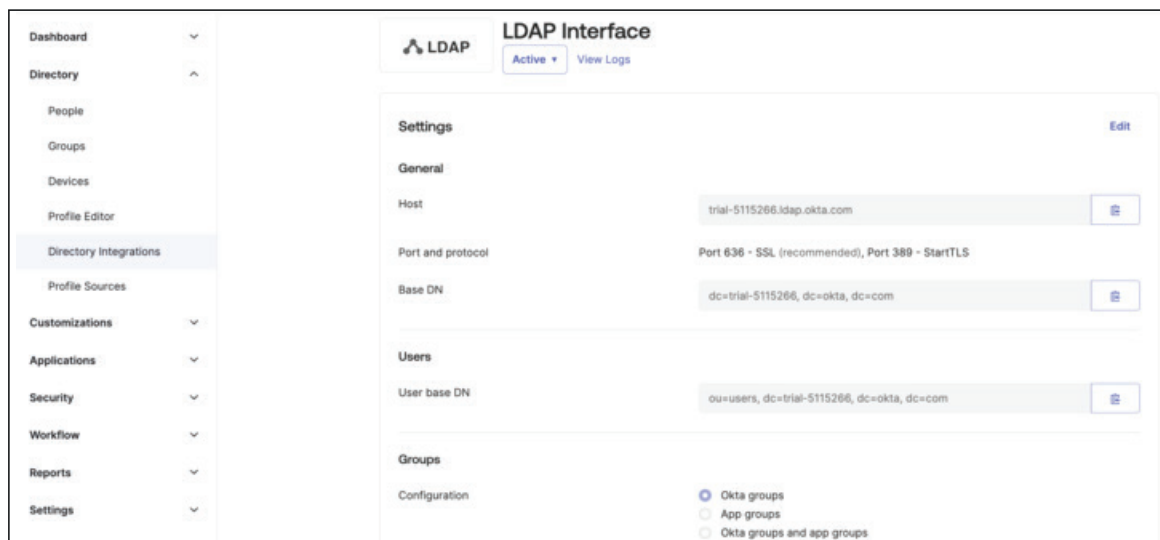 Dashboard
Directory
People
Groups
Devices
Profile Editor
Directory Integrations
Profile Sources
Customizations
Applications
Security
Workflow
Reports
Settings
LDAP
LDAP Interface
Active
View Logs
Settings
Edit
General
Host
trial-5115266.ldap.okta.com
Port and protocol
Port 636 - SSL (recommended), Port 389 - StartTLS
Base DN
dc=trial-5115266, dc=okta, dc=com
Users
User base DN
ou=users, dc=trial-5115266, dc=okta, dc=com
Groups
Configuration
Okta groups
App groups
Okta groups and app groups